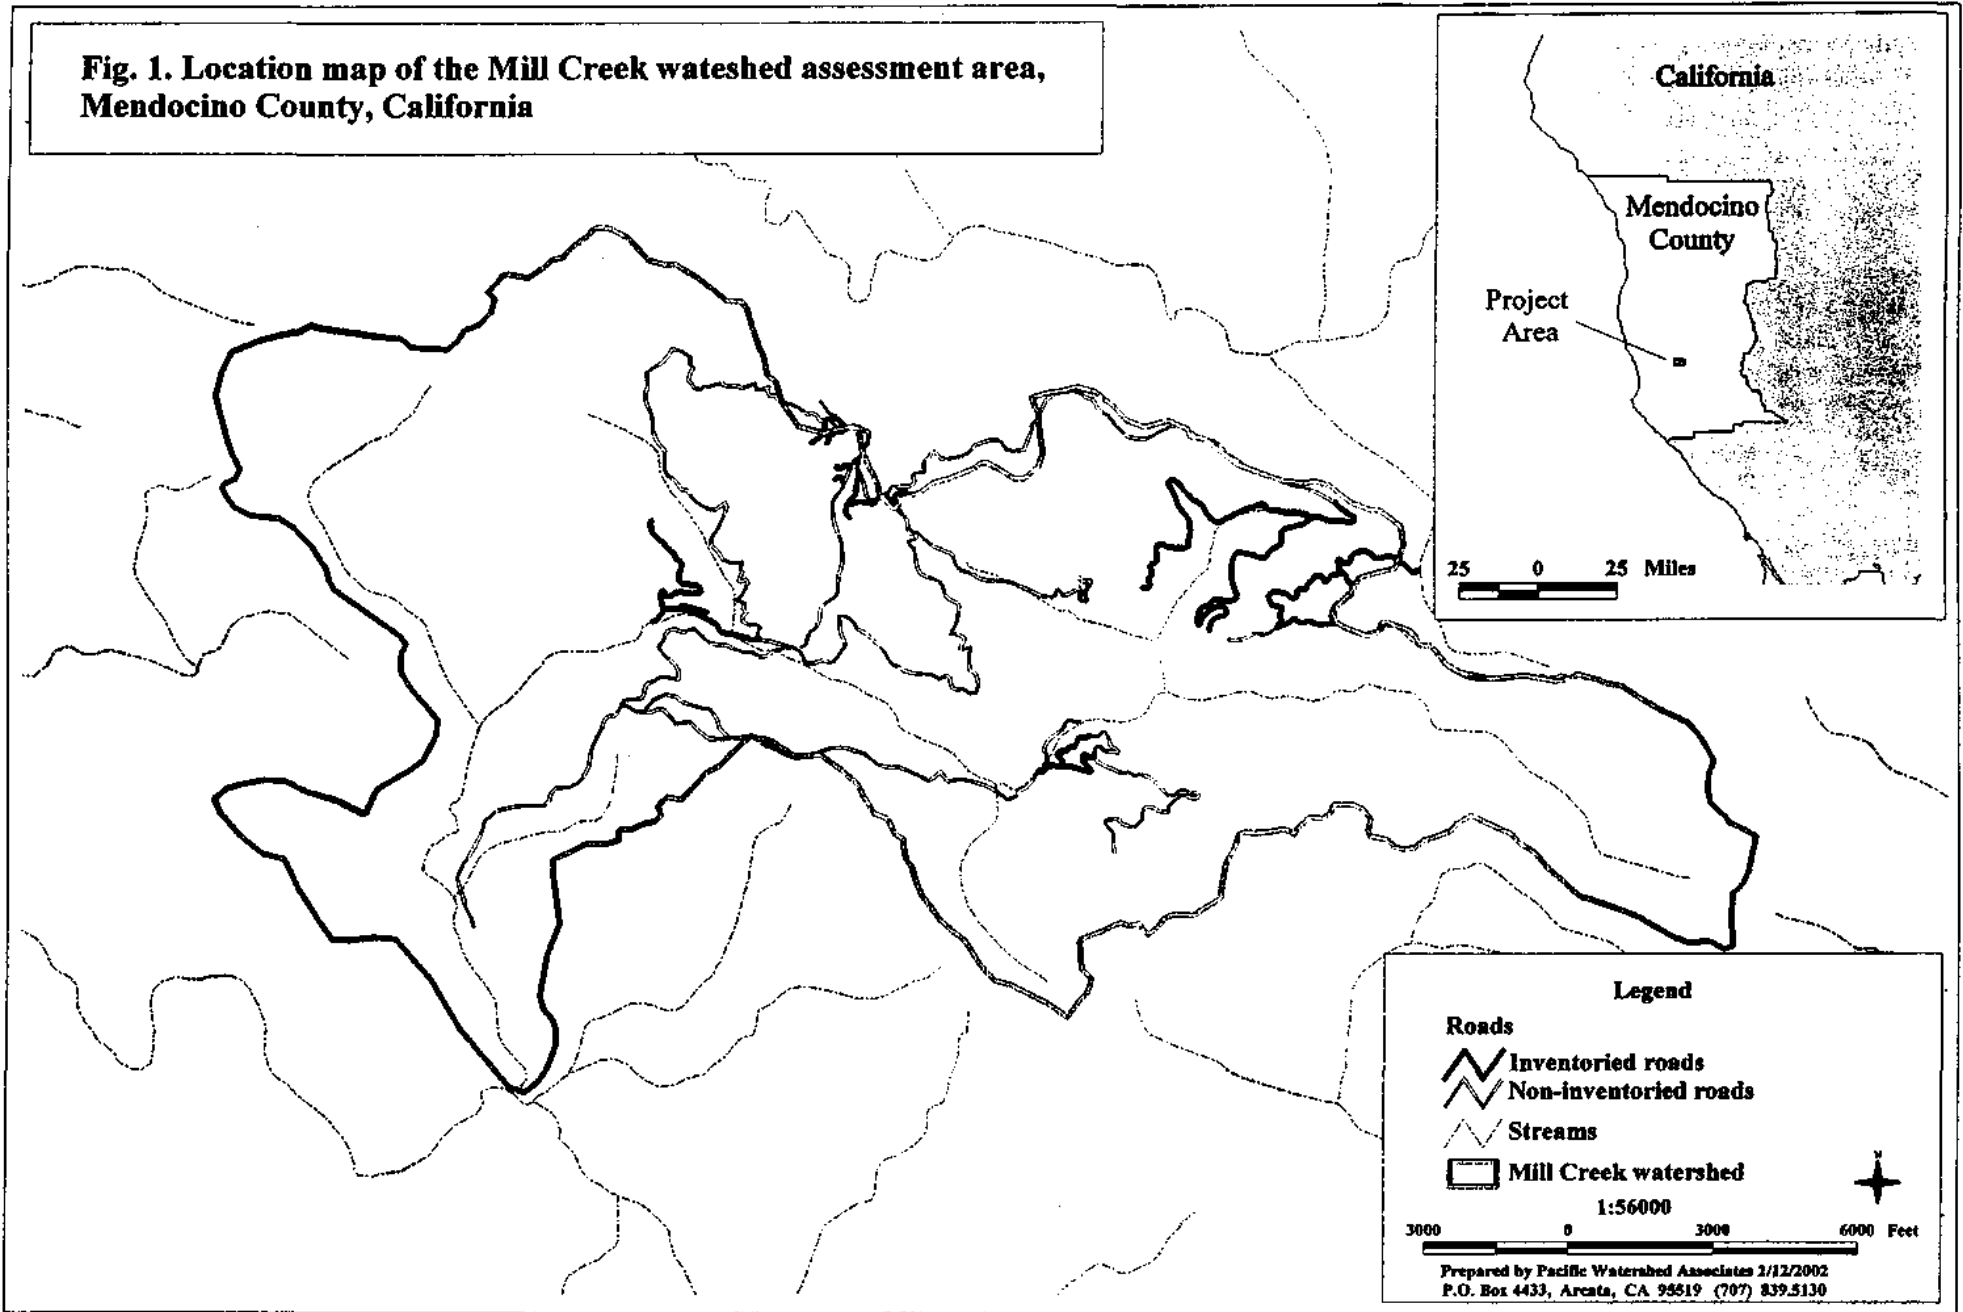 Fig. 1. Location map of the Mill Creek wateshed assessment area,
Mendocino County, California
California
Mendocino
County
Project
Area
25 0 25 Miles
Legend
Roads
Inventoried roads
Non-inventoried roads
Streams
Mill Creek watershed
N
1:56000
3000 0 3000 6000 Feet
Prepared by Pacific Watershed Associates 2/12/2002
P.O. Box 4433, Arcata, CA 95519 (707) 839.5130